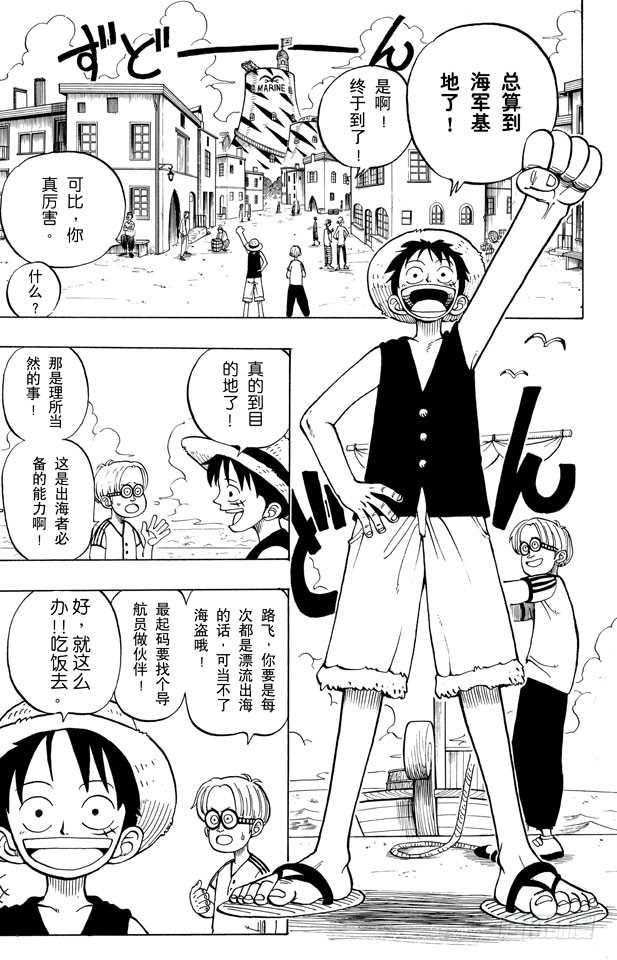 总算到
海军基
地了！
是啊！
终于到了！
ずどーーん
MARINE
可比，你
真厉害。
什么？
どん
真的到目
的地了！
那是理所当
然的事！
这是出海者必
备的能力啊！
路飞，你要是每
次都是漂流出海
的话，可当不了
海盗哦！
最起码要找个导
航员做伙伴！
好，就这么
办!!吃饭去。